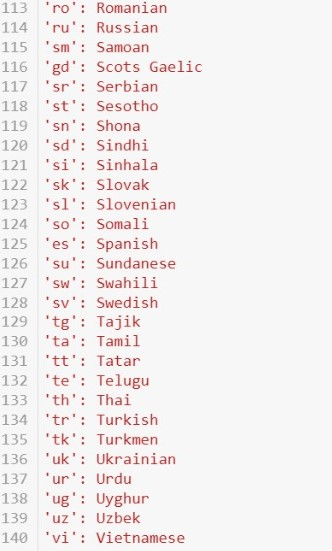 113 'ro': Romanian
114 'ru': Russian
115 'sm': Samoan
116 'gd': Scots Gaelic
117 'sr': Serbian
118 'st': Sesotho
119 'sn': Shona
120 'sd': Sindhi
121 'si': Sinhala
122 'sk': Slovak
123 'sl': Slovenian
124 'so': Somali
125 'es': Spanish
126 'su': Sundanese
127 'sw': Swahili
128 'sv': Swedish
129 'tg': Tajik
130 'ta': Tamil
131 'tt': Tatar
132 'te': Telugu
133 'th': Thai
134 'tr': Turkish
135 'tk': Turkmen
136 'uk': Ukrainian
137 'ur': Urdu
138 'ug': Uyghur
139 'uz': Uzbek
140 'vi': Vietnamese